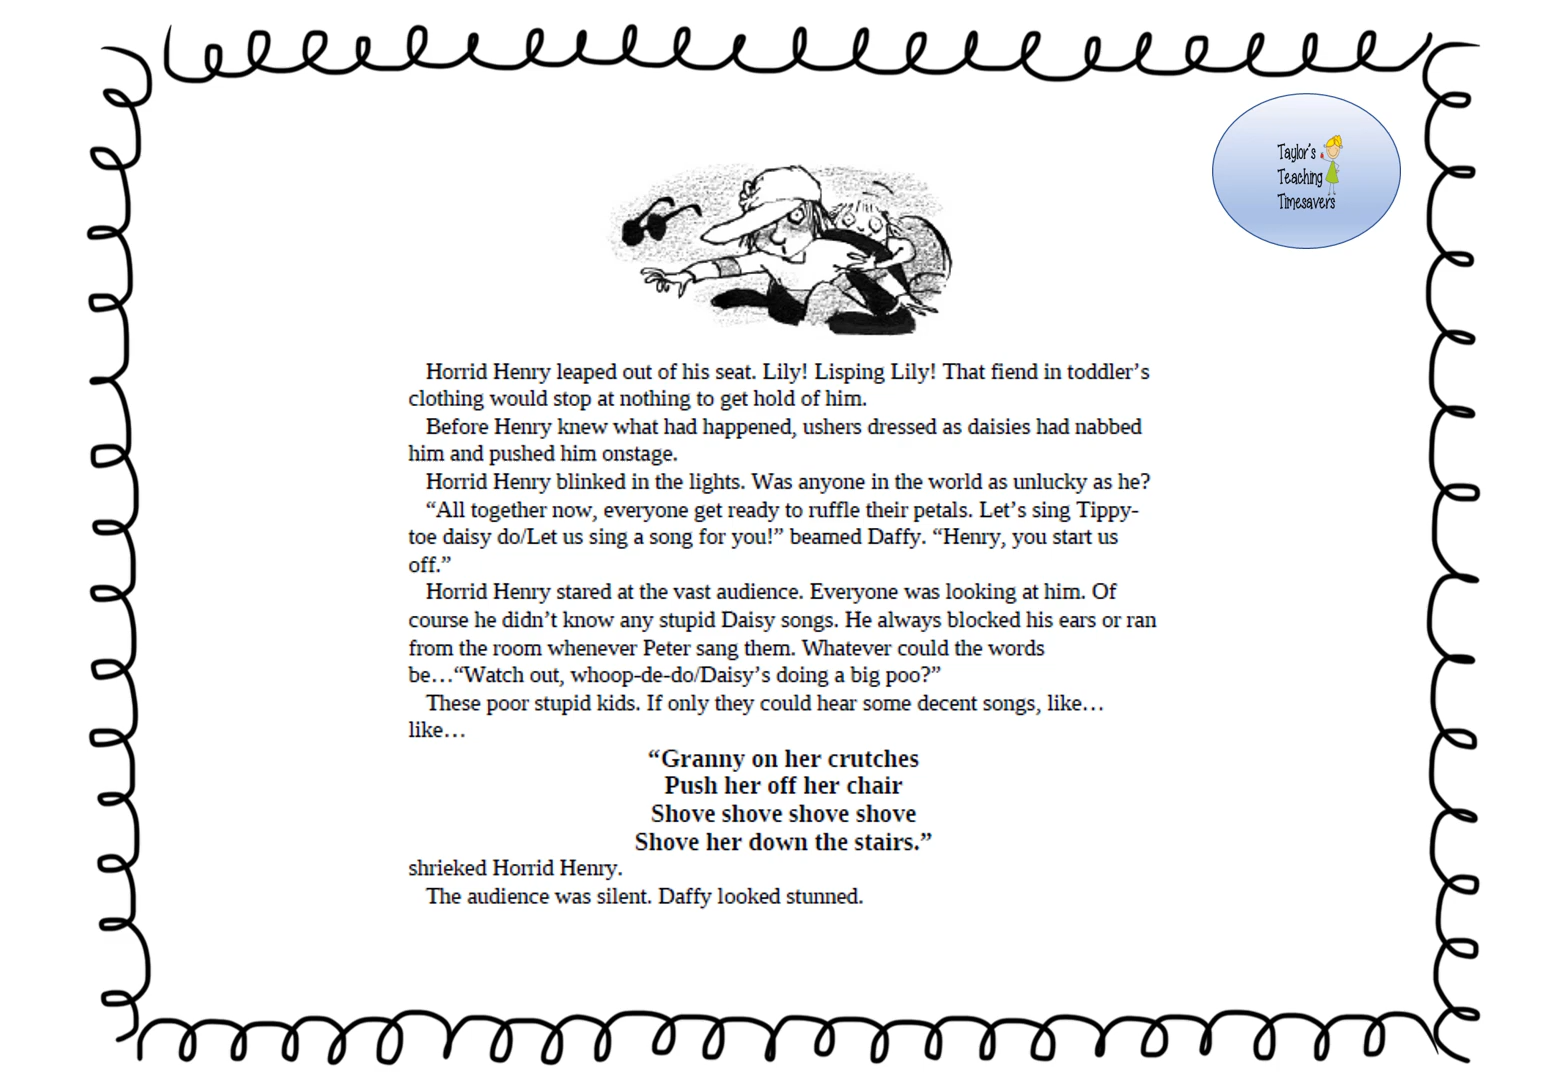 Taylor's
Teaching
Timesavers
Horrid Henry leaped out of his seat. Lily! Lisping Lily! That fiend in toddler’s
clothing would stop at nothing to get hold of him.
Before Henry knew what had happened, ushers dressed as daisies had nabbed
him and pushed him onstage.
Horrid Henry blinked in the lights. Was anyone in the world as unlucky as he?
“All together now, everyone get ready to ruffle their petals. Let’s sing Tippy-
toe daisy do/Let us sing a song for you!” beamed Daffy. “Henry, you start us
off.”
Horrid Henry stared at the vast audience. Everyone was looking at him. Of
course he didn’t know any stupid Daisy songs. He always blocked his ears or ran
from the room whenever Peter sang them. Whatever could the words
be…“Watch out, whoop-de-do/Daisy’s doing a big poo?”
These poor stupid kids. If only they could hear some decent songs, like…
like…
“Granny on her crutches
Push her off her chair
Shove shove shove shove
Shove her down the stairs.”
shrieked Horrid Henry.
The audience was silent. Daffy looked stunned.